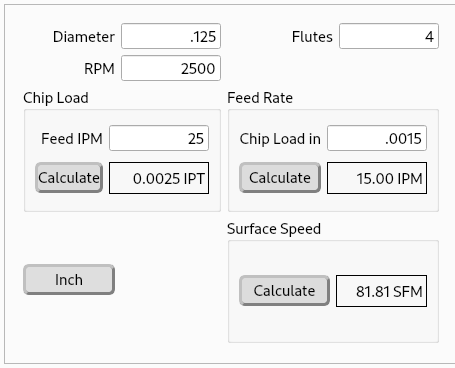 Diameter .125 Flutes 4
RPM 2500
Chip Load Feed Rate
Feed IPM 25 Chip Load in .0015
Calculate 0.0025 IPT Calculate 15.00 IPM
Surface Speed
Inch Calculate 81.81 SFM